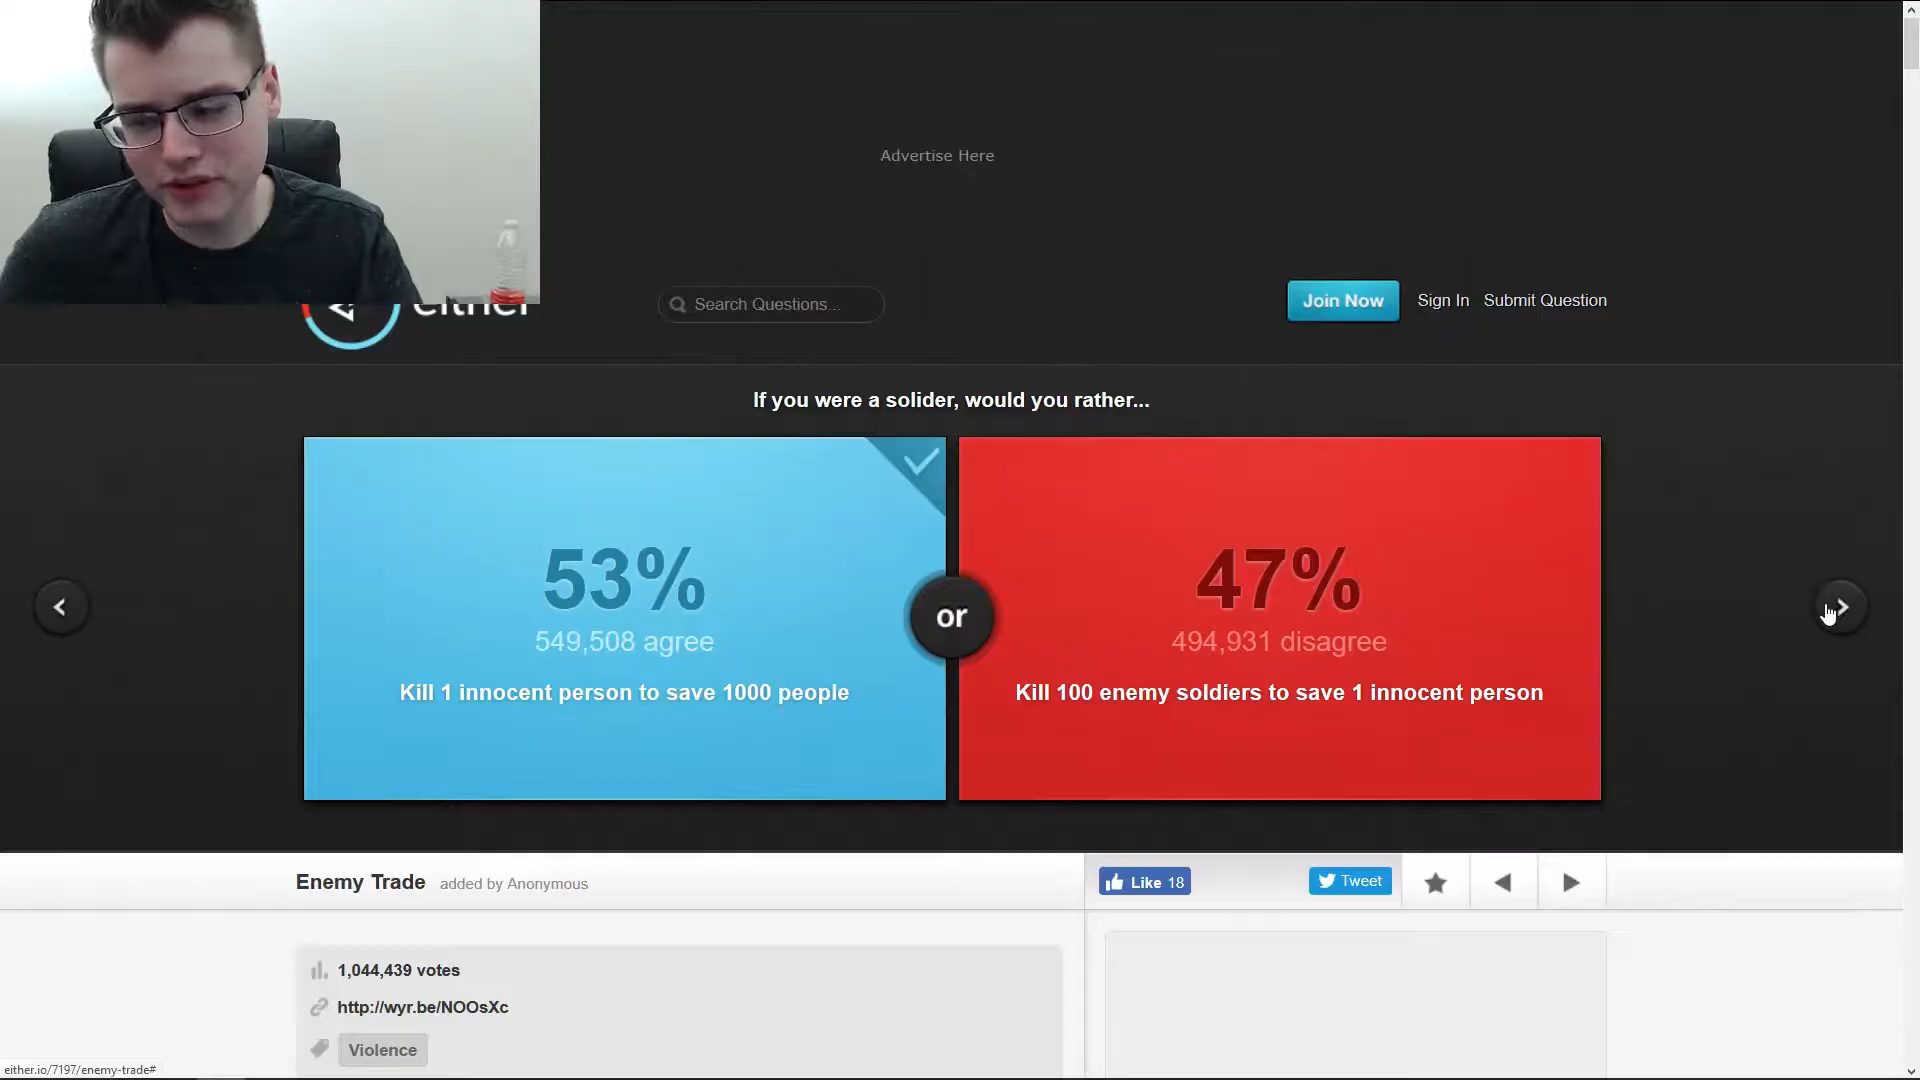 Advertise Here
either
Search Questions...
Join Now
Sign In
Submit Question
If you were a solider, would you rather...
53%
549,508 agree
Kill 1 innocent person to save 1000 people
or
47%
494,931 disagree
Kill 100 enemy soldiers to save 1 innocent person
Enemy Trade added by Anonymous
Like 18
Tweet
1,044,439 votes
http://wyr.be/NOOsXc
Violence
either.io/7197/enemy-trade#